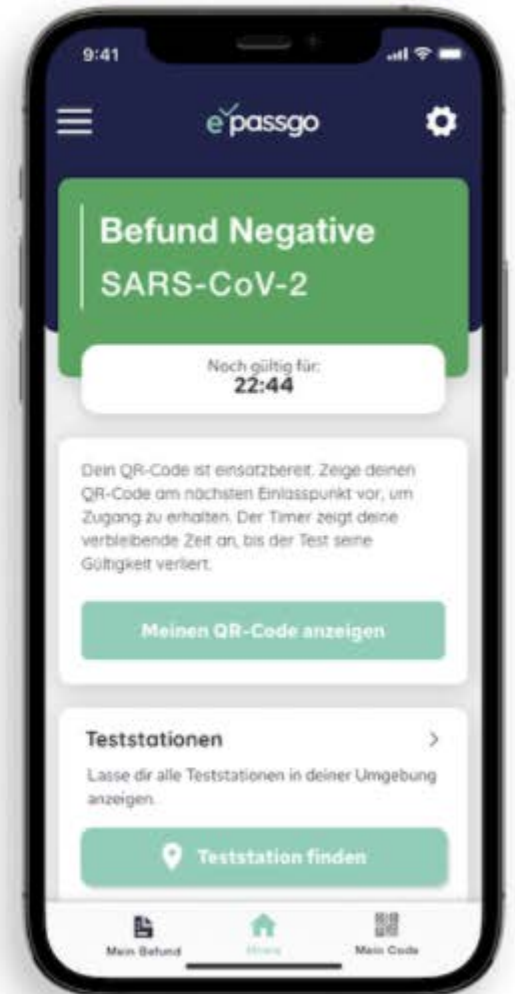 9:41
e passgo
Befund Negative
SARS-CoV-2
Noch gültig für:
22:44
Dein QR-Code ist einsatzbereit. Zeige deinen
QR-Code am nächsten Einlasspunkt vor, um
Zugang zu erhalten. Der Timer zeigt deine
verbleibende Zeit an, bis der Test seine
Gültigkeit verliert.
Meinen QR-Code anzeigen
Teststationen
Lasse dir alle Teststationen in deiner Umgebung
anzeigen.
Teststation finden
Mein Befund
Home
Mein Code